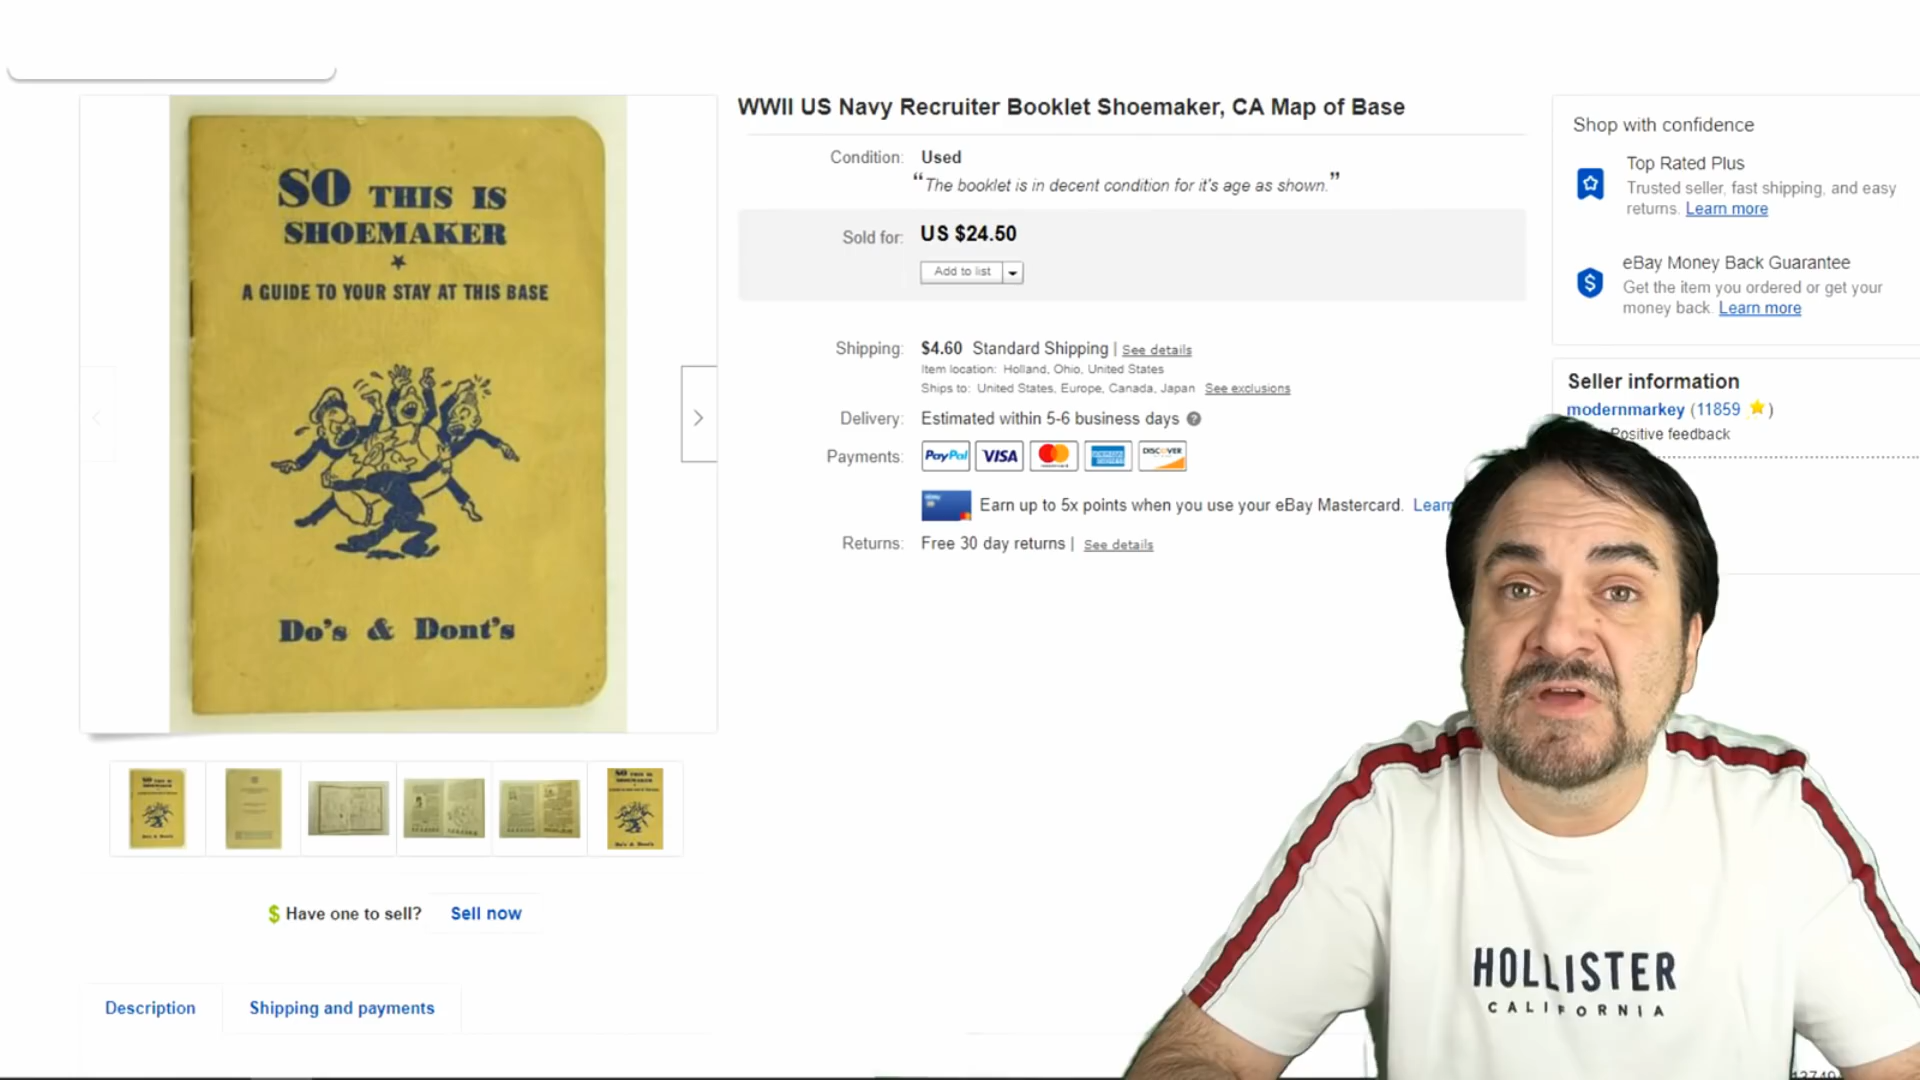 SO THIS IS
SHOEMAKER
A GUIDE TO YOUR STAY AT THIS BASE
Do's & Dont's
WWII US Navy Recruiter Booklet Shoemaker, CA Map of Base
Condition: Used
“The booklet is in decent condition for it's age as shown.”
Sold for: US $24.50
Add to list
Shipping: $4.60 Standard Shipping | See details
Item location: Holland, Ohio, United States
Ships to: United States, Europe, Canada, Japan See exclusions
Delivery: Estimated within 5-6 business days ?
Payments: PayPal VISA DISCOVER
Earn up to 5x points when you use your eBay Mastercard. Learn
Returns: Free 30 day returns | See details
Shop with confidence
Top Rated Plus
Trusted seller, fast shipping, and easy
returns. Learn more
eBay Money Back Guarantee
Get the item you ordered or get your
money back. Learn more
Seller information
modernmarkey (11859 )
Positive feedback
$ Have one to sell? Sell now
Description
Shipping and payments
HOLLISTER
CALIFORNIA